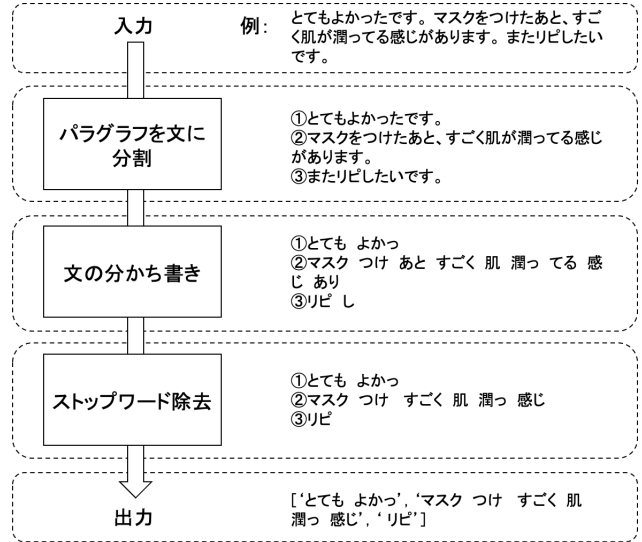 入力
例:
とてもよかったです。マスクをつけたあと、すご
く肌が潤ってる感じがあります。またリピしたい
です。
パラグラフを文に
分割
①とてもよかったです。
②マスクをつけたあと、すごく肌が潤ってる感じ
があります。
③またリピしたいです。
文の分かち書き
①とても よかっ
②マスク つけ あと すごく 肌 潤っ てる 感
じ あり
③リピ し
ストップワード除去
①とても よかっ
②マスク つけ すごく 肌 潤っ 感じ
③リピ
出力
[‘とても よかっ’, ‘マスク つけ すごく 肌
潤っ 感じ’, ‘ リピ’]